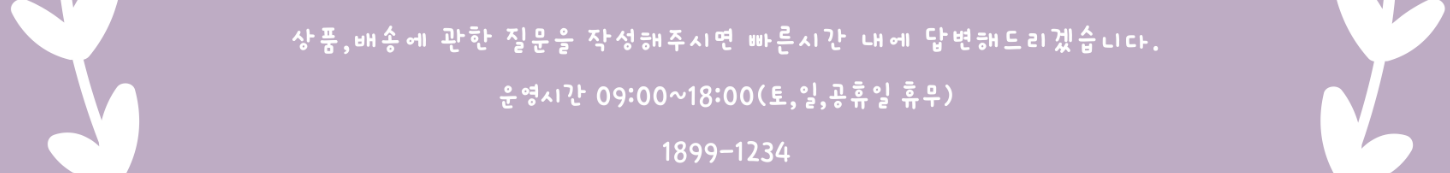 상품,배송에 관한 질문을 작성해주시면 빠른시간 내에 답변해드리겠습니다.
운영시간 09:00~18:00(토,일,공휴일 휴무)
1899-1234